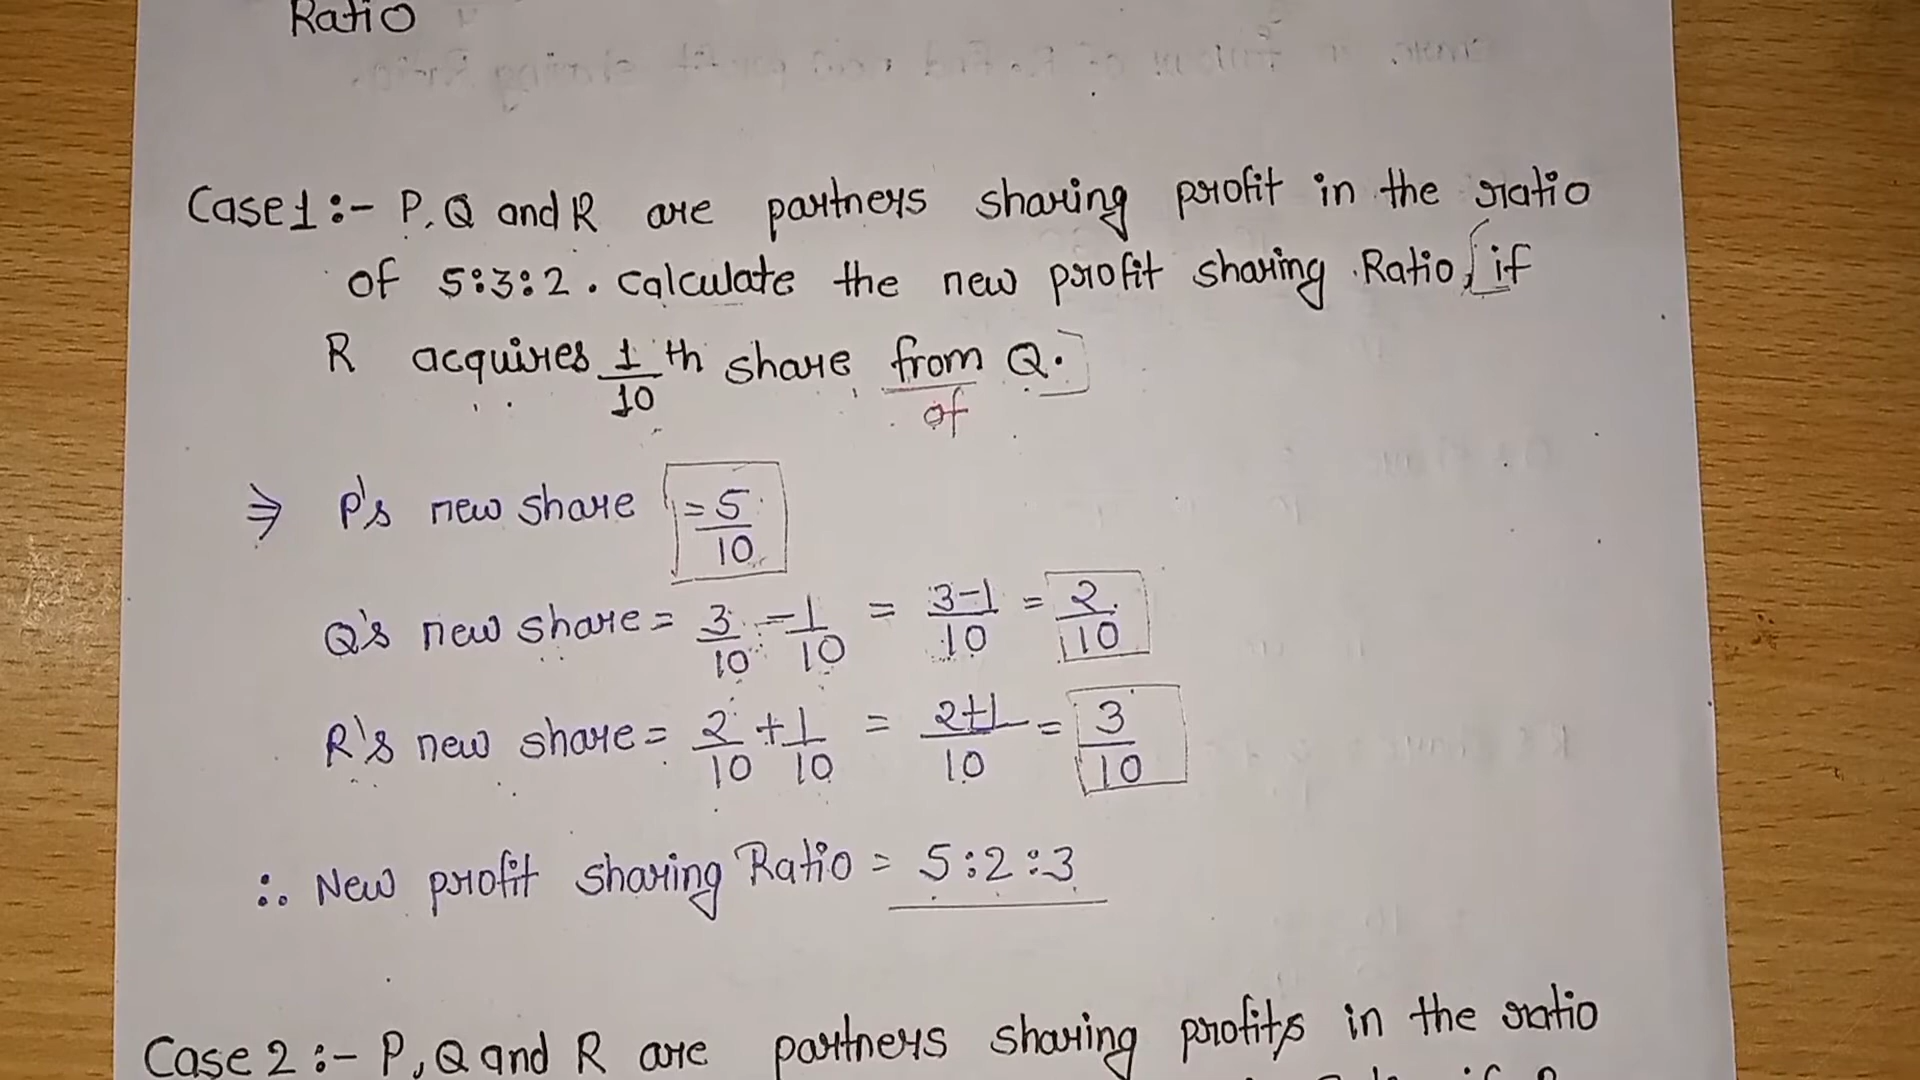 Ratio
Case 1 :- P, Q and R are partners sharing profit in the ratio
of 5:3:2. Calculate the new profit sharing Ratio, if
R acquires 1/10 th share from Q.
of
⇒ P's new share = 5/10
Q's new share = 3/10 - 1/10 = 3-1/10 = 2/10
R's new share = 2/10 + 1/10 = 2+1/10 = 3/10
∴ New profit sharing Ratio = 5:2:3
Case 2 :- P, Q and R are partners sharing profits in the ratio